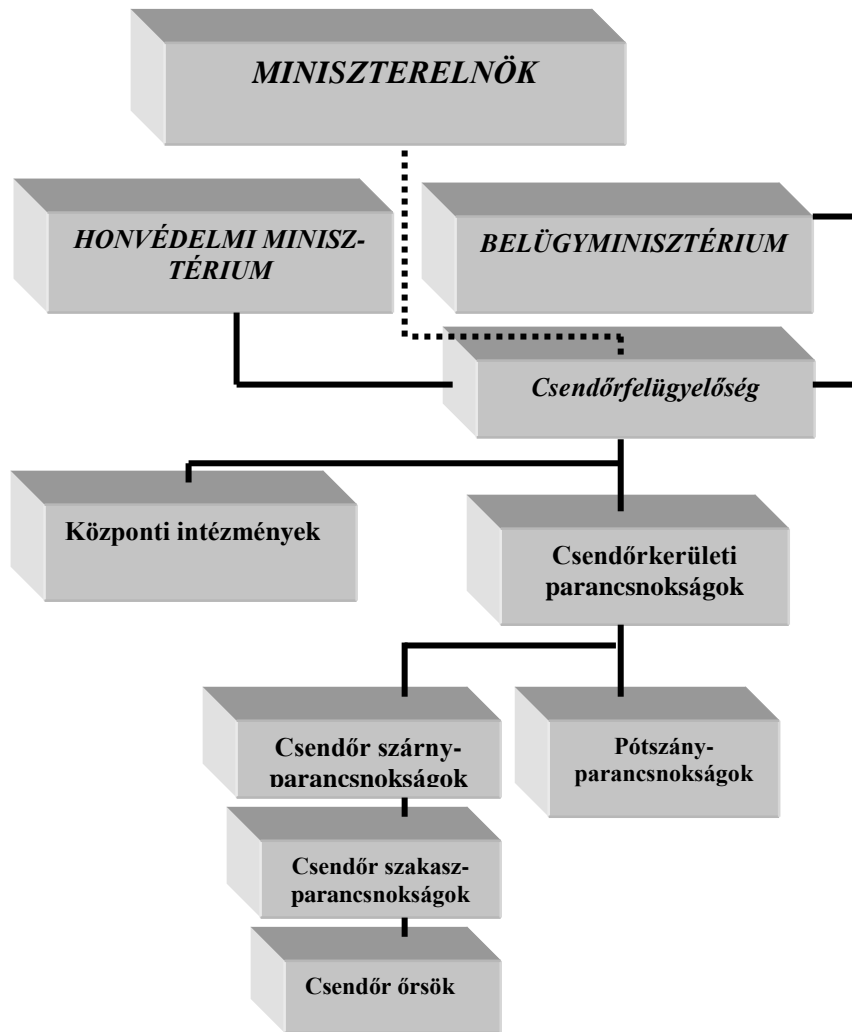 MINISZTERELNÖK
HONVÉDELMI MINISZ-
TÉRIUM
BELÜGYMINISZTÉRIUM
Csendőrfelügyelőség
Központi intézmények
Csendőrkerületi
parancsnokságok
Csendőr szárny-
parancsnokságok
Pótszány-
parancsnokságok
Csendőr szakasz-
parancsnokságok
Csendőr őrsök